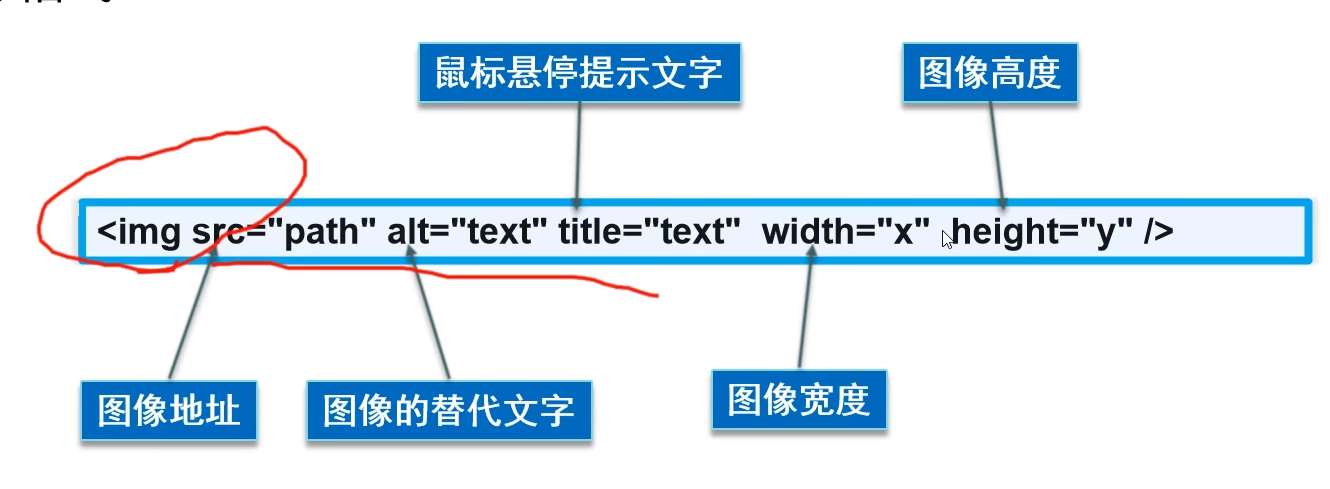 鼠标悬停提示文字
图像高度
<img src="path" alt="text" title="text"  width="x"  height="y" />
图像地址
图像的替代文字
图像宽度